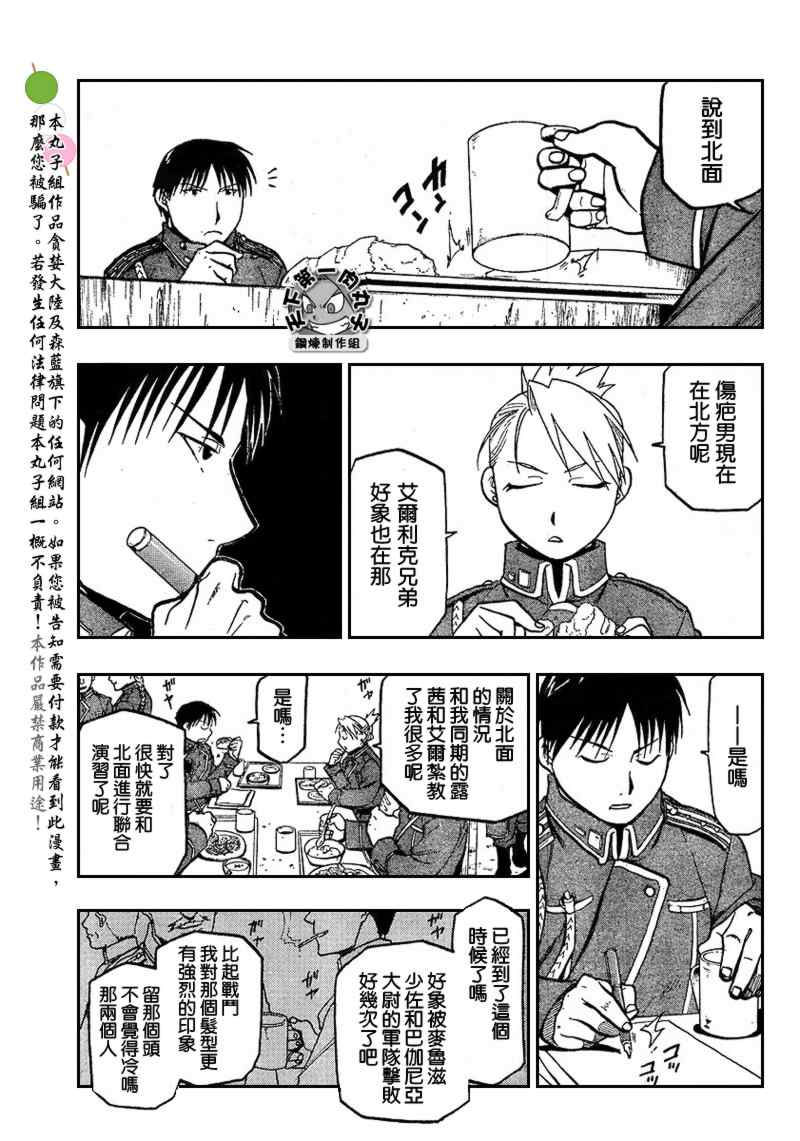 說到北面
傷疤男現在
在北方呢
艾爾利克兄弟
好象也在那
——是嗎
關於北面
的情況
和我同期的露
茜和艾爾紮教
了我很多呢
是嗎…
對了
很快就要和
北面進行聯合
演習了呢
已經到了這個
時候了嗎
好象被麥魯滋
少佐和巴伽尼亞
大尉的軍隊擊敗
好幾次了吧
比起戰鬥
我對那個髮型更
有強烈的印象
留那個頭
不會覺得冷嗎
那兩個人
天下第一肉丸子
鋼煉制作組
本丸子組作品貪婪大陸及森藍旗下的任何網站。如果您被告知需要付款才能看到此漫畫，
那麼您被騙了。若發生任何法律問題本丸子組一概不負責！本作品嚴禁商業用途！